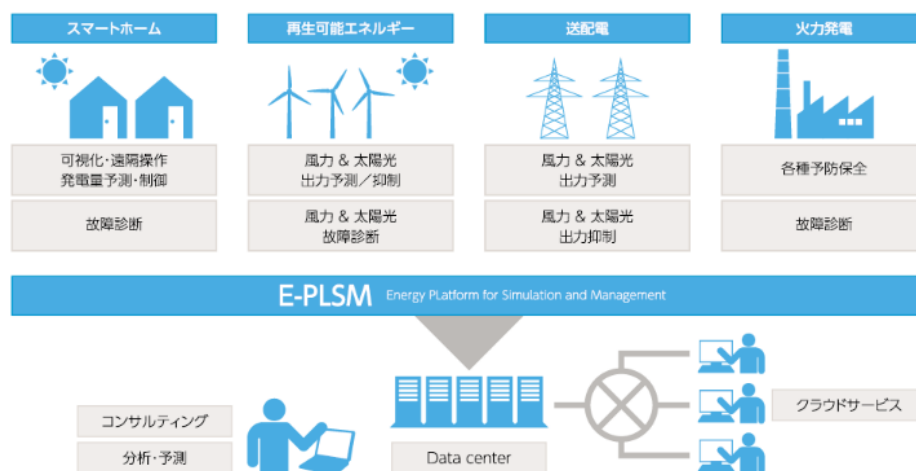 スマートホーム
再生可能エネルギー
送配電
火力発電
可視化・遠隔操作
発電量予測・制御
風力 & 太陽光
出力予測／抑制
風力 & 太陽光
出力予測
各種予防保全
故障診断
風力 & 太陽光
故障診断
風力 & 太陽光
出力抑制
故障診断
E-PLSM Energy PLatform for Simulation and Management
コンサルティング
分析・予測
Data center
クラウドサービス